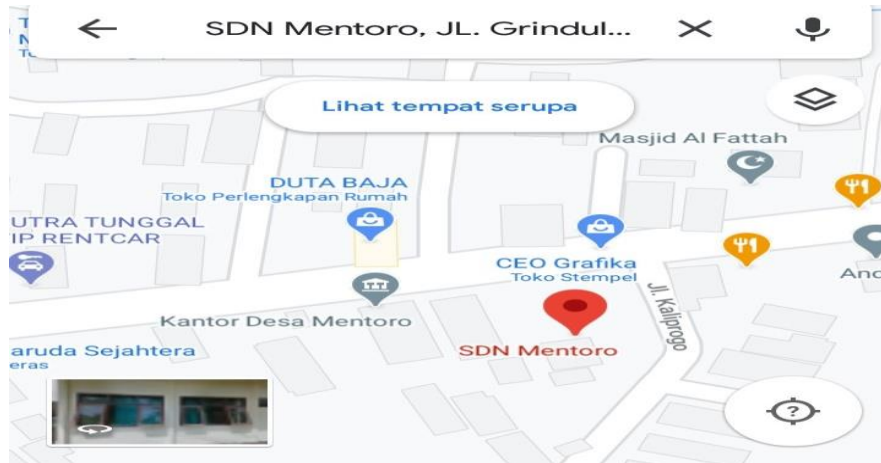 SDN Mentoro, JL. Grindul...
Lihat tempat serupa
Masjid Al Fattah
DUTA BAJA
Toko Perlengkapan Rumah
UTRA TUNGGAL
IP RENTCAR
CEO Grafika
Toko Stempel
Jl. Kaliprogo
Kantor Desa Mentoro
SDN Mentoro
aruda Sejahtera
eras